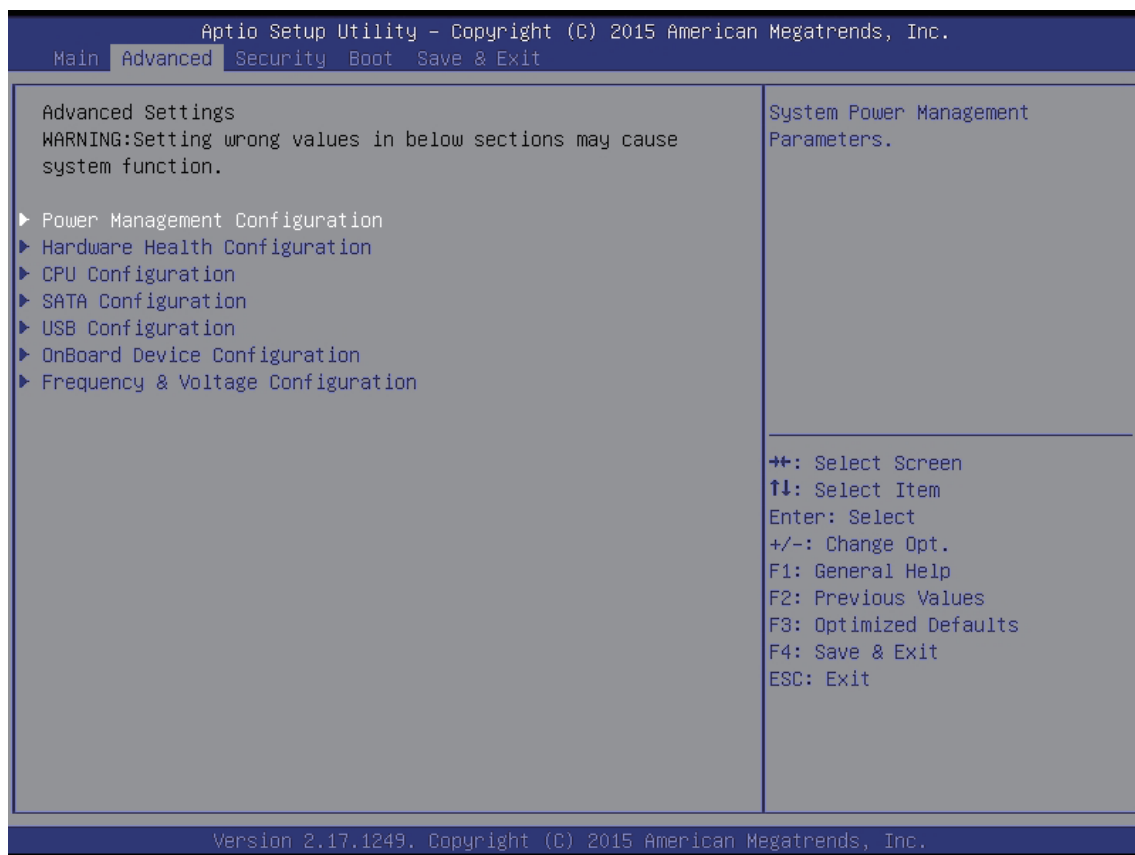 Aptio Setup Utility – Copyright (C) 2015 American Megatrends, Inc.
Main Advanced Security Boot Save & Exit
Advanced Settings
WARNING:Setting wrong values in below sections may cause
system function.
▶ Power Management Configuration
▶ Hardware Health Configuration
▶ CPU Configuration
▶ SATA Configuration
▶ USB Configuration
▶ OnBoard Device Configuration
▶ Frequency & Voltage Configuration
System Power Management
Parameters.
→←: Select Screen
↑↓: Select Item
Enter: Select
+/-: Change Opt.
F1: General Help
F2: Previous Values
F3: Optimized Defaults
F4: Save & Exit
ESC: Exit
Version 2.17.1249. Copyright (C) 2015 American Megatrends, Inc.